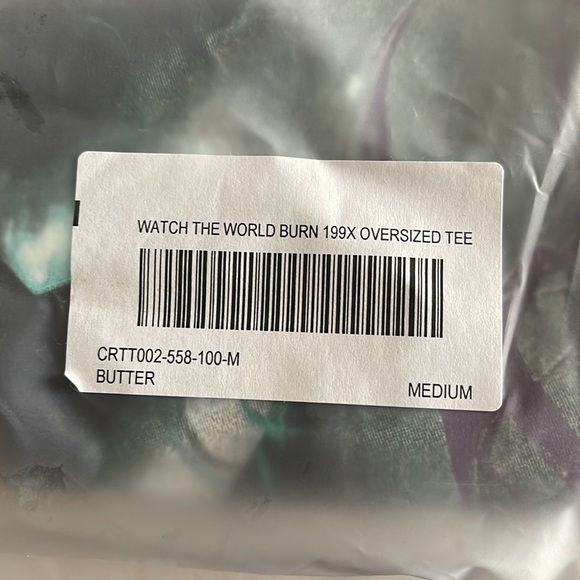 WATCH THE WORLD BURN 199X OVERSIZED TEE
CRTT002-558-100-M
BUTTER
MEDIUM